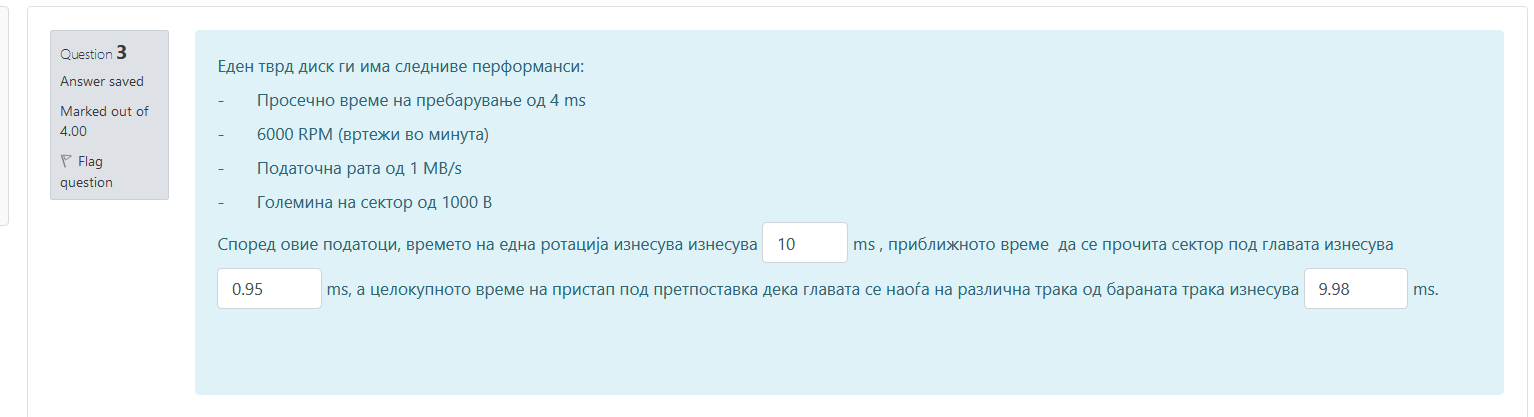 Question 3
Answer saved
Marked out of
4.00
Flag
question
Еден тврд диск ги има следниве перформанси:
- Просечно време на пребарување од 4 ms
- 6000 RPM (вртежи во минута)
- Податочна рата од 1 MB/s
- Големина на сектор од 1000 B
Според овие податоци, времето на една ротација изнесува изнесува 10 ms , приближното време да се прочита сектор под главата изнесува
0.95 ms, а целокупното време на пристап под претпоставка дека главата се наоѓа на различна трака од бараната трака изнесува 9.98 ms.